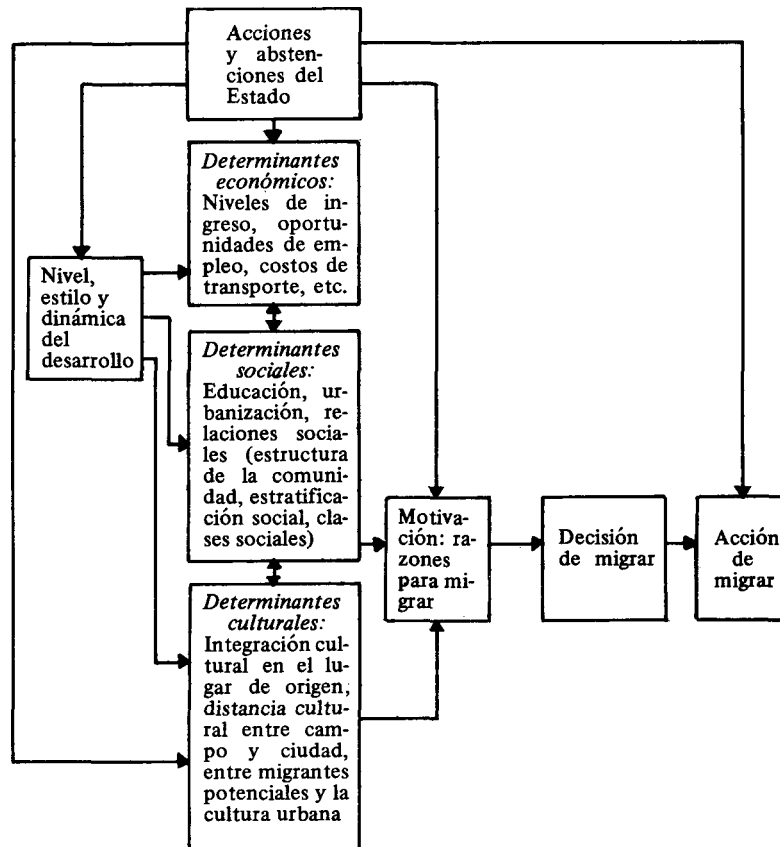 Acciones
y absten-
ciones del
Estado
Determinantes
económicos:
Niveles de in-
greso, oportu-
nidades de em-
pleo, costos de
transporte, etc.
Nivel,
estilo y
dinámica
del
desarrollo
Determinantes
sociales:
Educación, ur-
banización, re-
laciones socia-
les (estructura
de la comuni-
dad, estratifica-
ción social, cla-
ses sociales)
Motiva-
ción: ra-
zones
para mi-
grar
Decisión
de migrar
Acción
de
migrar
Determinantes
culturales:
Integración cul-
tural en el lu-
gar de origen,
distancia cultu-
ral entre cam-
po y ciudad,
entre migrantes
potenciales y la
cultura urbana